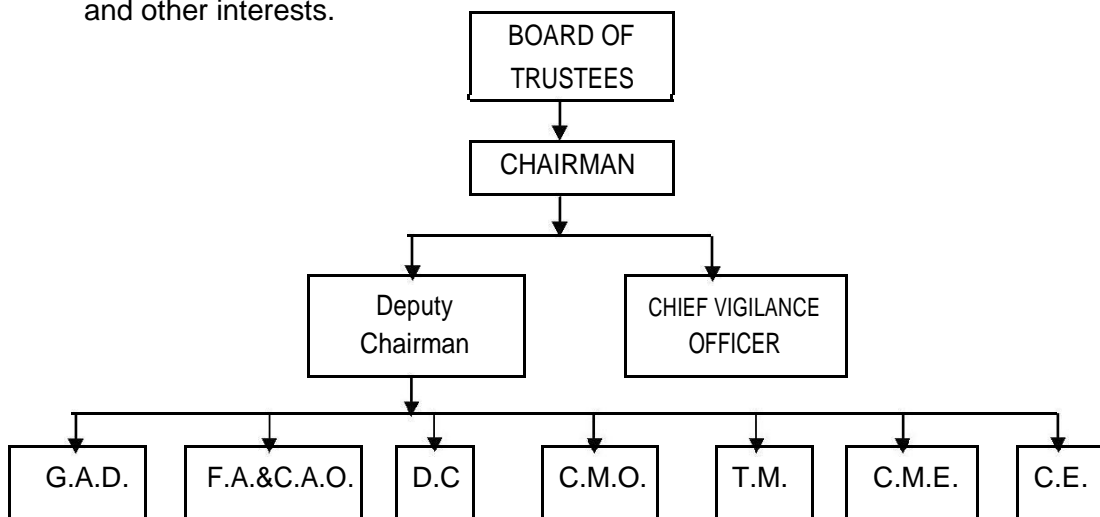 and other interests.
BOARD OF
TRUSTEES
CHAIRMAN
Deputy
Chairman
CHIEF VIGILANCE
OFFICER
G.A.D.
F.A.&C.A.O.
D.C
C.M.O.
T.M.
C.M.E.
C.E.